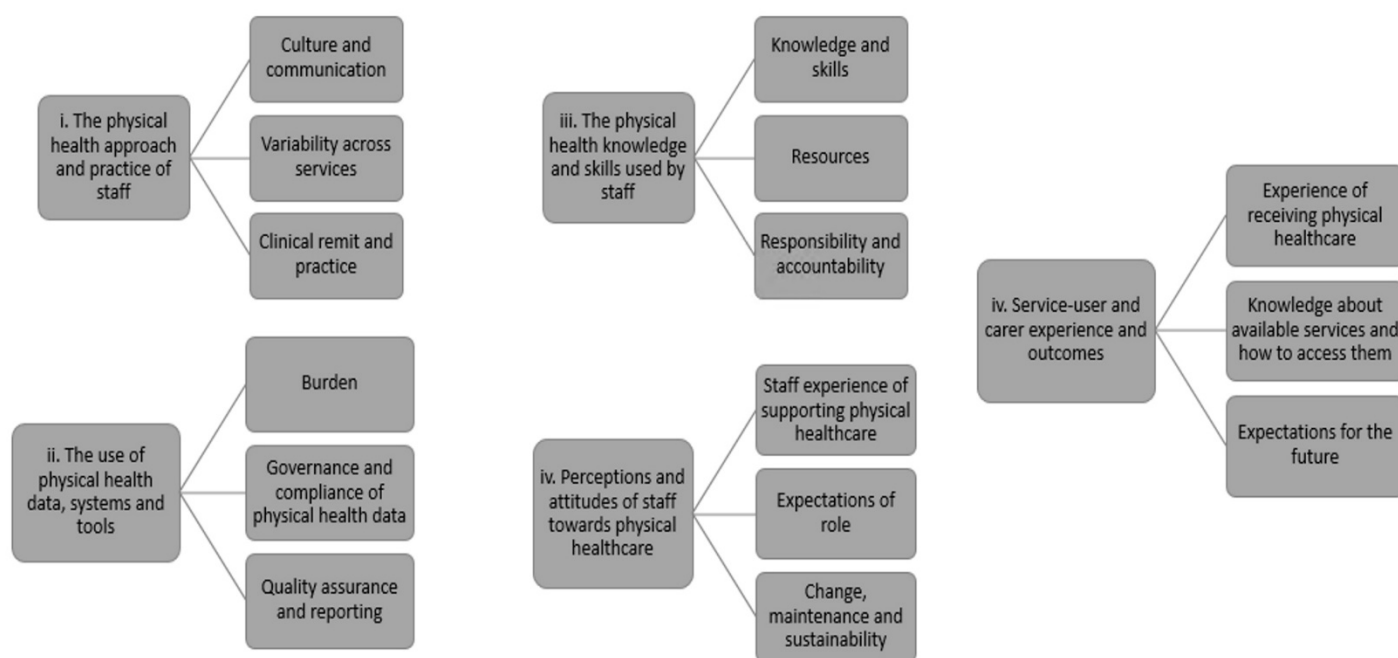 i. The physical
health approach
and practice of
staff
Culture and
communication
Variability across
services
Clinical remit and
practice
ii. The use of
physical health
data, systems and
tools
Burden
Governance and
compliance of
physical health data
Quality assurance
and reporting
iii. The physical
health knowledge
and skills used by
staff
Knowledge and
skills
Resources
Responsibility and
accountability
iv. Perceptions and
attitudes of staff
towards physical
healthcare
Staff experience of
supporting physical
healthcare
Expectations of
role
Change,
maintenance and
sustainability
iv. Service-user and
carer experience and
outcomes
Experience of
receiving physical
healthcare
Knowledge about
available services and
how to access them
Expectations for the
future